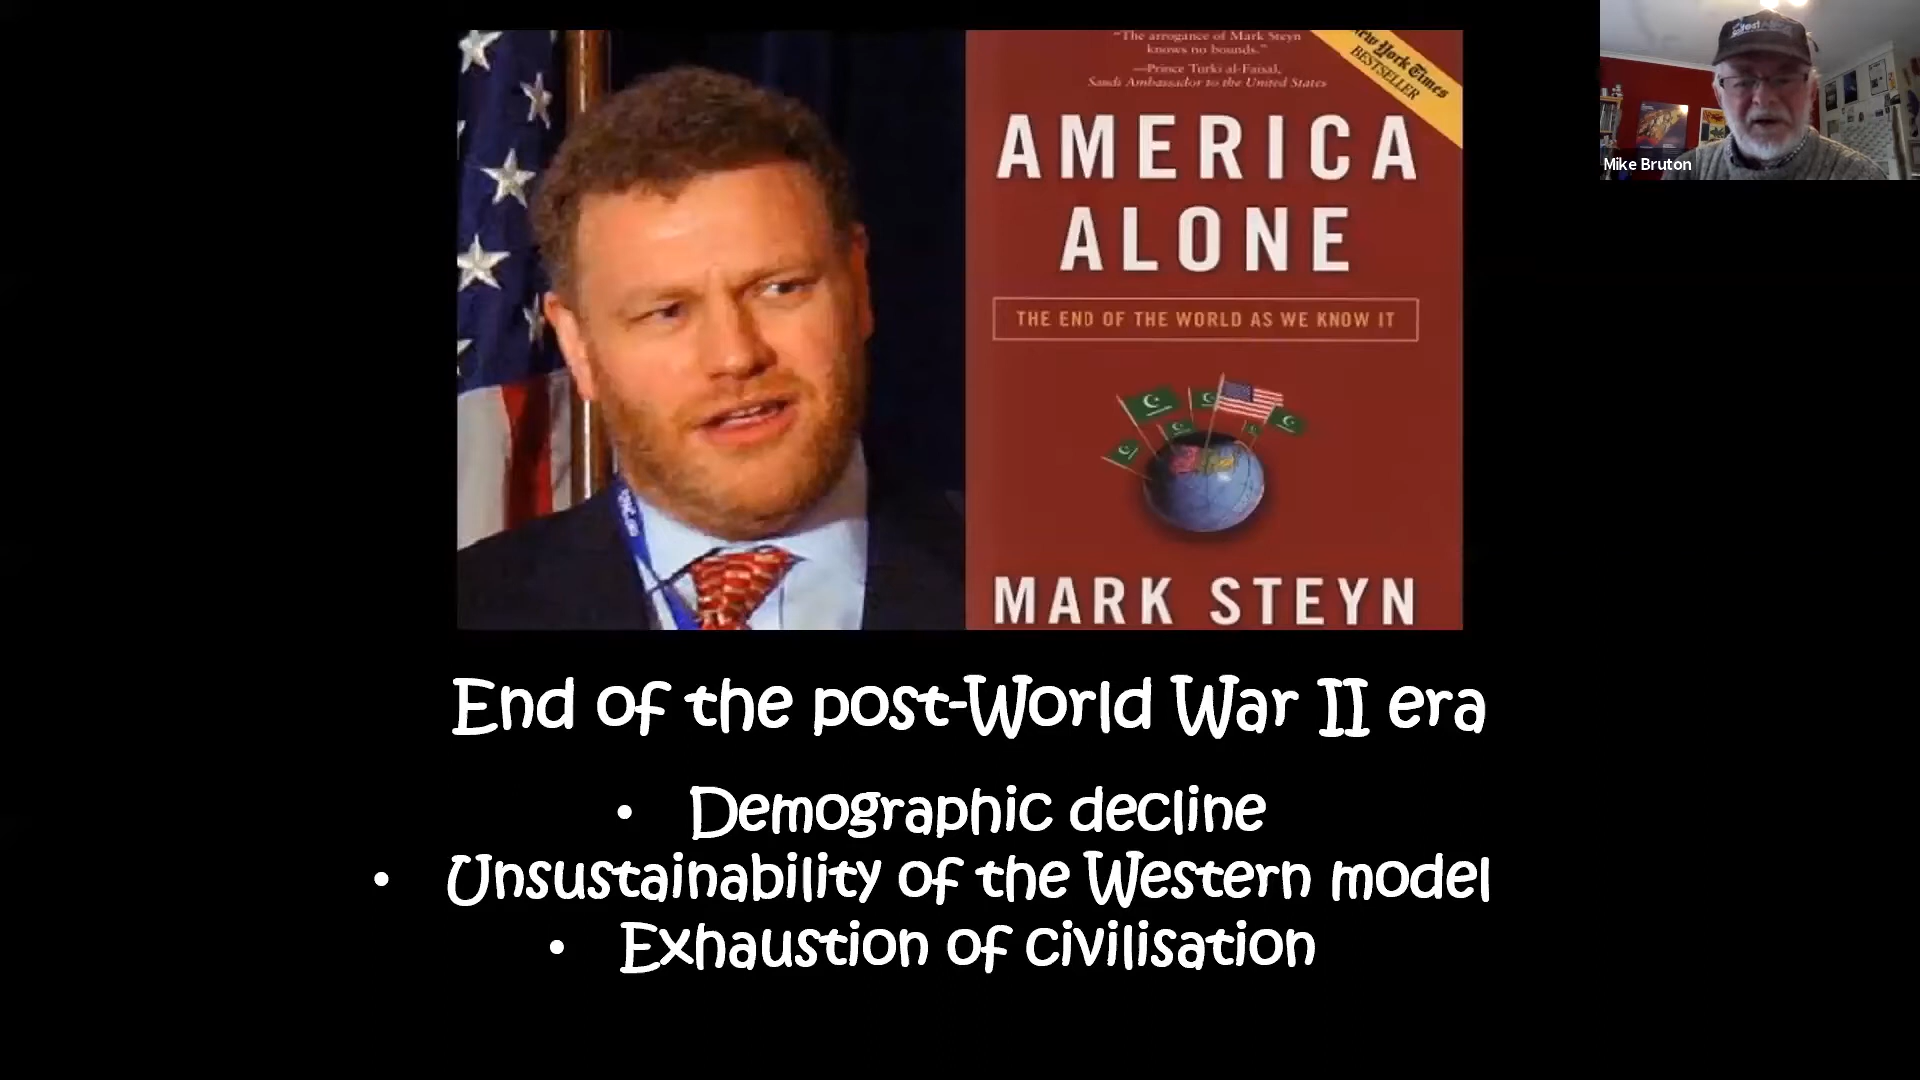 "The arrogance of Mark Steyn
knows no bounds."
—Prince Turki al-Faisal,
Saudi Ambassador to the United States
New York Times
BESTSELLER
AMERICA
ALONE
THE END OF THE WORLD AS WE KNOW IT
MARK STEYN
Mike Bruton
End of the post-World War II era
• Demographic decline
• Unsustainability of the Western model
• Exhaustion of civilisation